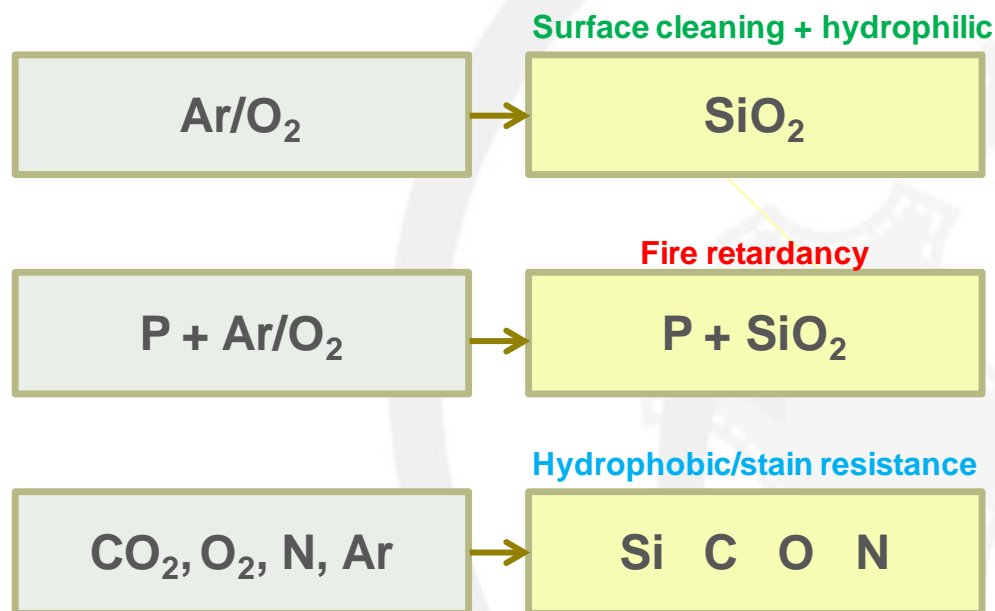 Surface cleaning + hydrophilic
Ar/O₂
SiO₂
Fire retardancy
P + Ar/O₂
P + SiO₂
Hydrophobic/stain resistance
CO₂, O₂, N, Ar
Si C O N